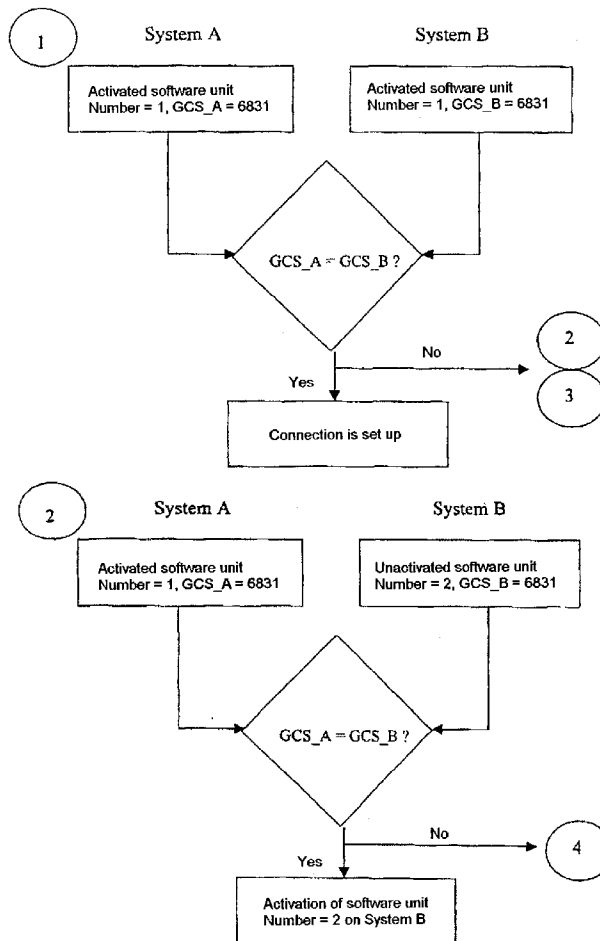 1
System A
System B
Activated software unit
Number = 1, GCS_A = 6831
Activated software unit
Number = 1, GCS_B = 6831
GCS_A = GCS_B ?
No
2
Yes
3
Connection is set up
2
System A
System B
Activated software unit
Number = 1, GCS_A = 6831
Unactivated software unit
Number = 2, GCS_B = 6831
GCS_A = GCS_B ?
No
4
Yes
Activation of software unit
Number = 2 on System B